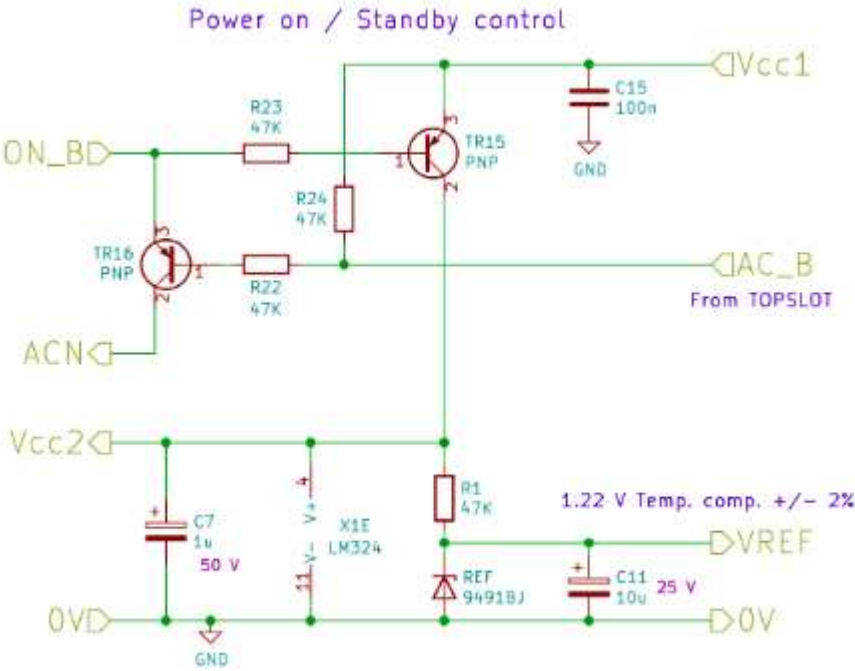 Power on / Standby control
Vcc1
C15
100n
GND
R23
47K
ON_B
1
3
TR15
PNP
2
R24
47K
TR16
PNP
3
1
2
R22
47K
AC_B
From TOPSLOT
ACN
Vcc2
4
V+
X1E
LM324
V-
11
R1
47K
1.22 V Temp. comp. +/- 2%
VREF
+
C7
1u
50 V
REF
9491BJ
+
C11
10u
25 V
0V
GND
0V